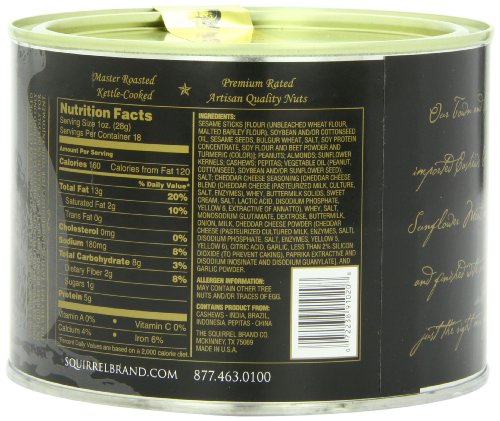 Master Roasted
Kettle-Cooked
Premium Rated
Artisan Quality Nuts
Nutrition Facts
Serving Size 1oz. (28g)
Servings Per Container 18
Amount Per Serving
Calories 160 Calories from Fat 120
% Daily Value*
Total Fat 13g 20%
Saturated Fat 2g 10%
Trans Fat 0g
Cholesterol 0mg 0%
Sodium 180mg 8%
Total Carbohydrate 8g 3%
Dietary Fiber 2g 8%
Sugars 1g
Protein 5g
Vitamin A 0% • Vitamin C 0%
Calcium 4% • Iron 6%
*Percent Daily Values are based on a 2,000 calorie diet.
INGREDIENTS:
SESAME STICKS (FLOUR (UNBLEACHED WHEAT FLOUR,
MALTED BARLEY FLOUR), SOYBEAN AND/OR COTTONSEED
OIL, SESAME SEEDS, BULGUR WHEAT, SALT, SOY PROTEIN
CONCENTRATE, SOY FLOUR AND BEET POWDER AND
TURMERIC (COLOR)); PEANUTS; ALMONDS; SUNFLOWER
KERNELS; CASHEWS; PEPITAS; VEGETABLE OIL (PEANUT,
COTTONSEED, SOYBEAN AND/OR SUNFLOWER SEED);
SALT; CHEDDAR CHEESE SEASONING (CHEDDAR CHEESE
BLEND (CHEDDAR CHEESE (PASTEURIZED MILK, CULTURE,
SALT, ENZYMES), WHEY, BUTTERMILK SOLIDS, SWEET
CREAM, SALT, LACTIC ACID), DISODIUM PHOSPHATE,
YELLOW 6, EXTRACTIVE OF ANNATTO), WHEY, SALT,
MONOSODIUM GLUTAMATE, DEXTROSE, BUTTERMILK,
ONION, MILK, CHEDDAR CHEESE POWDER (CHEDDAR
CHEESE (PASTEURIZED CULTURED MILK, ENZYMES, SALT),
DISODIUM PHOSPHATE, SALT, ENZYMES, YELLOW 5,
YELLOW 6), CITRIC ACID, GARLIC, LESS THAN 2% SILICON
DIOXIDE (TO PREVENT CAKING), PAPRIKA EXTRACTIVE AND
DISODIUM INOSINATE AND DISODIUM GUANYLATE), AND
GARLIC POWDER.
ALLERGEN INFORMATION:
MAY CONTAIN OTHER TREE
NUTS AND/OR TRACES OF EGG.
CONTAINS PRODUCT FROM:
CASHEWS - INDIA, BRAZIL,
INDONESIA, PEPITAS - CHINA
THE SQUIRREL BRAND CO.
MCKINNEY, TX 75069
MADE IN U.S.A.
SQUIRRELBRAND.COM 877.463.0100
Our Town and
imported English
Sunflower
and finished with
just the right